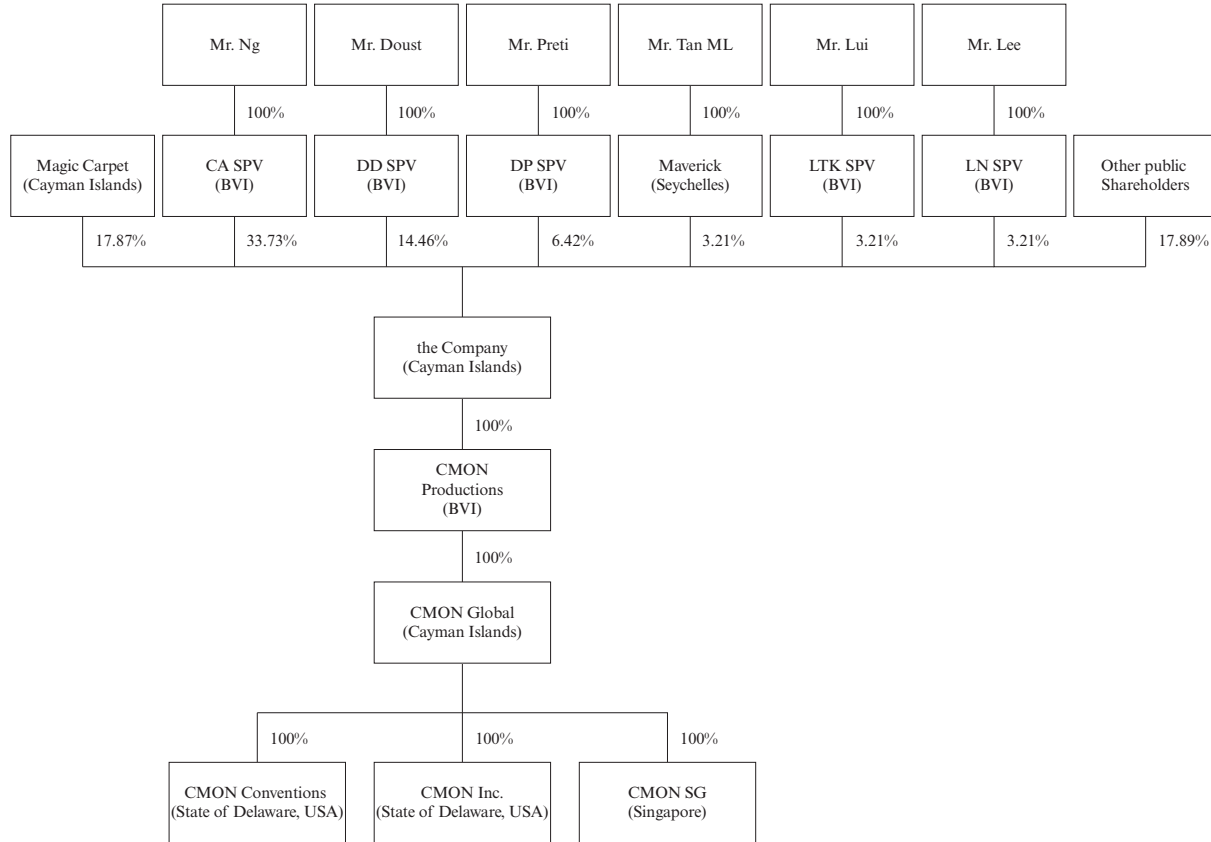 Mr. Ng
Mr. Doust
Mr. Preti
Mr. Tan ML
Mr. Lui
Mr. Lee
100%
100%
100%
100%
100%
100%
Magic Carpet
(Cayman Islands)
CA SPV
(BVI)
DD SPV
(BVI)
DP SPV
(BVI)
Maverick
(Seychelles)
LTK SPV
(BVI)
LN SPV
(BVI)
Other public
Shareholders
17.87%
33.73%
14.46%
6.42%
3.21%
3.21%
3.21%
17.89%
the Company
(Cayman Islands)
100%
CMON
Productions
(BVI)
100%
CMON Global
(Cayman Islands)
100%
100%
100%
CMON Conventions
(State of Delaware, USA)
CMON Inc.
(State of Delaware, USA)
CMON SG
(Singapore)